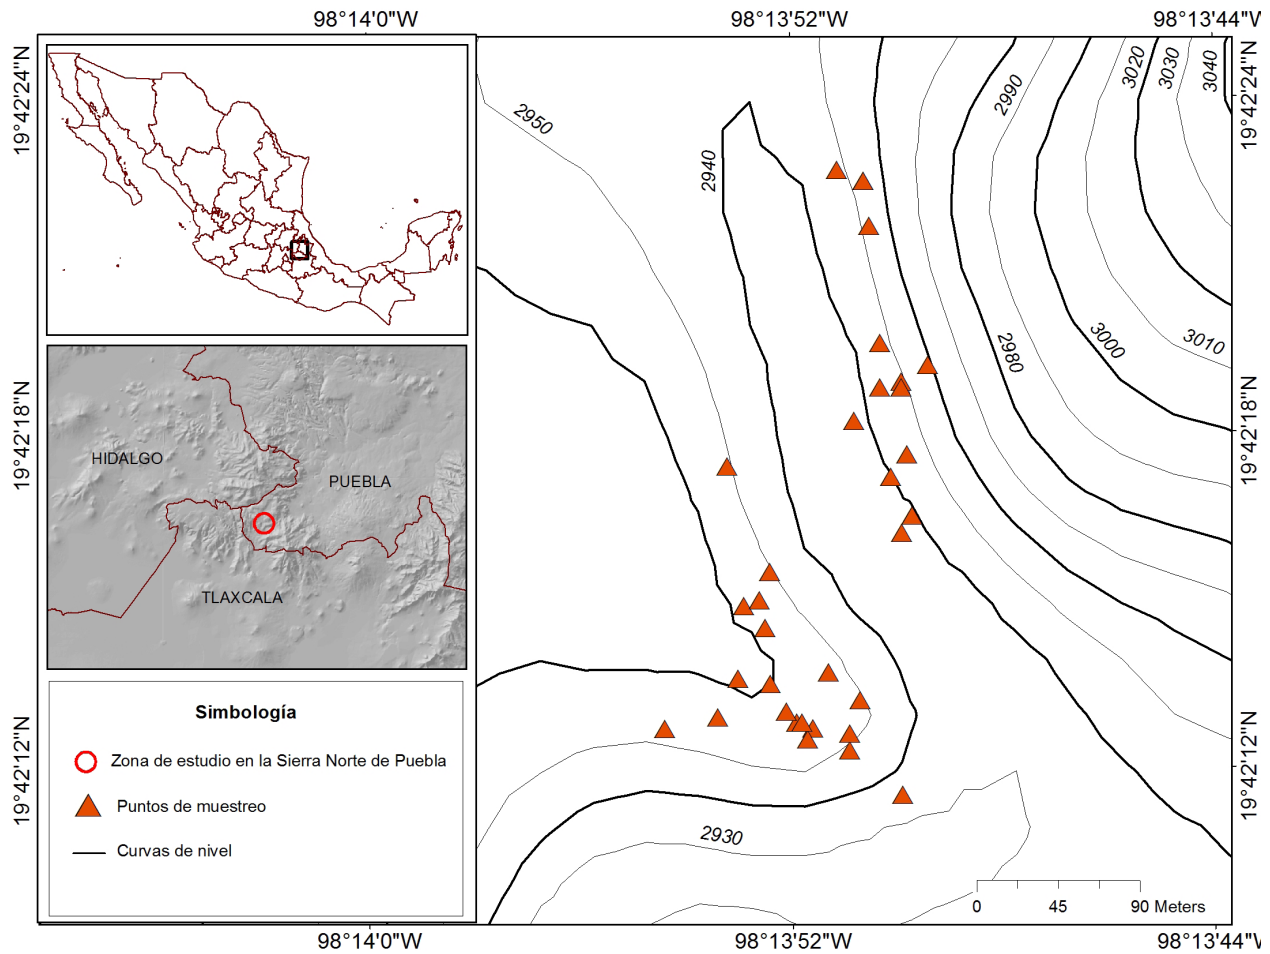 98°14'0"W
98°13'52"W
98°13'44"W
19°42'24"N
19°42'24"N
2950
2940
2990
3020
3030
3040
2980
3000
3010
19°42'18"N
19°42'18"N
HIDALGO
PUEBLA
TLAXCALA
Simbología
Zona de estudio en la Sierra Norte de Puebla
Puntos de muestreo
Curvas de nivel
19°42'12"N
19°42'12"N
2930
0 45 90 Meters
98°14'0"W
98°13'52"W
98°13'44"W